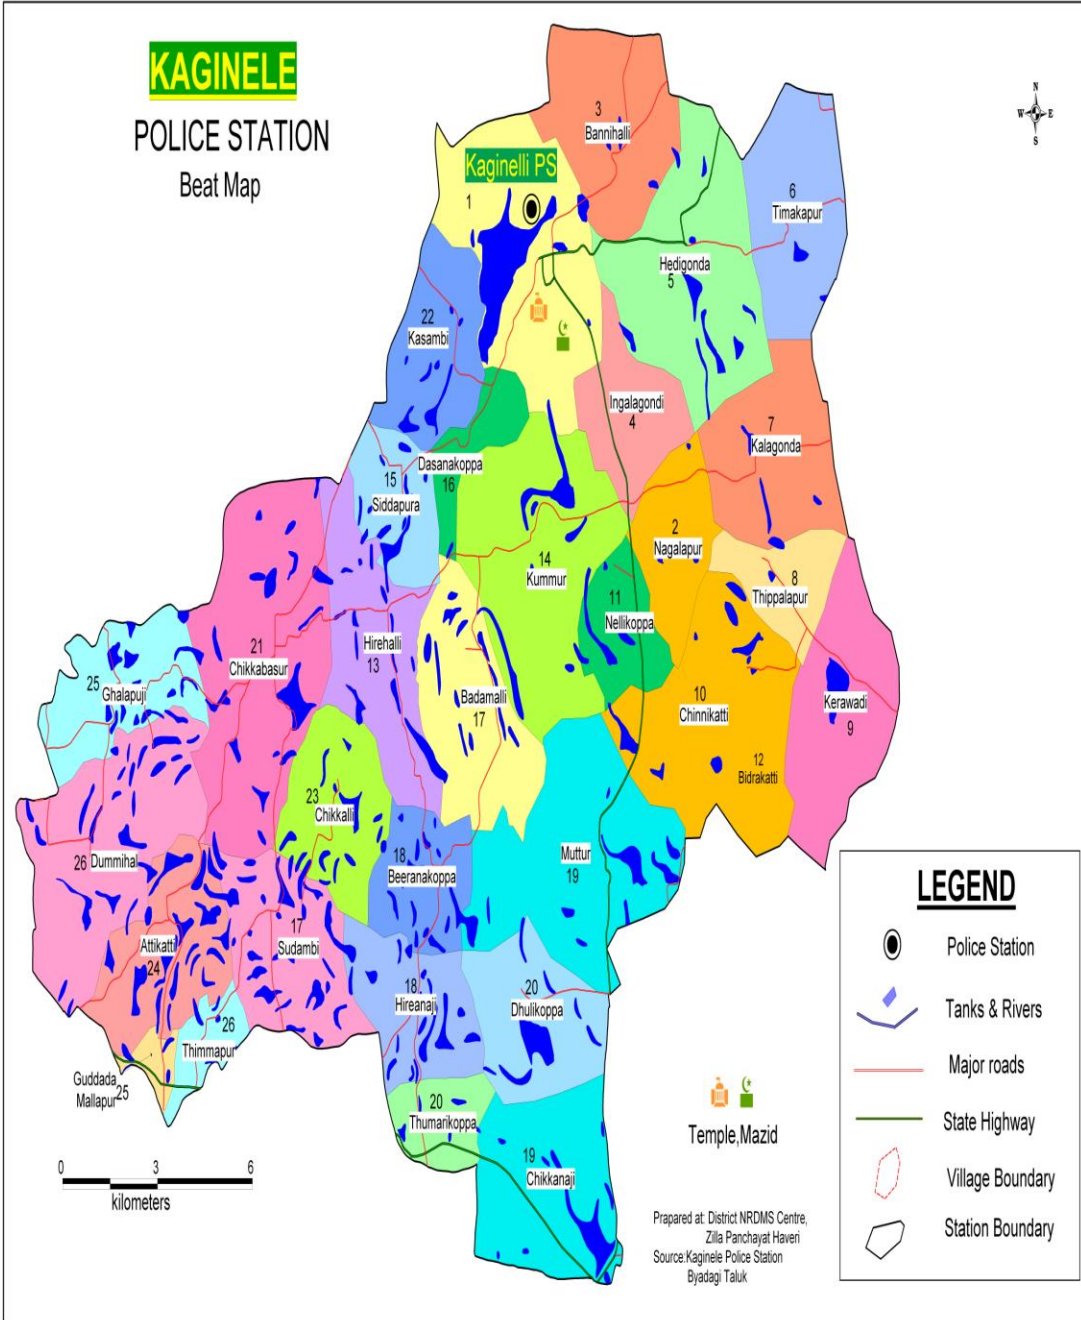 KAGINELE
POLICE STATION
Beat Map
N
W
E
S
3
Bannihalli
Kaginelli PS
1
6
Timakapur
Hedigonda
5
22
Kasambi
Ingalagondi
4
7
Kalagonda
Dasanakoppa
16
15
Siddapura
2
Nagalapur
14
Kummur
8
Thippalapur
11
Nellikoppa
Hirehalli
13
21
Chikkabasur
25
Ghalapuji
Badamalli
17
10
Chinnikatti
Kerawadi
9
12
Bidrakatti
23
Chikkalli
26 Dummihal
18
Beeranakoppa
Muttur
19
17
Sudambi
Attikatti
24
18
Hireanaji
20
Dhulikoppa
26
Thimmapur
Guddada
Mallapur
25
20
Thumarikoppa
19
Chikkanaji
0 3 6
kilometers
Temple,Mazid
Prapared at: District NRDMS Centre,
Zilla Panchayat Haveri
Source:Kaginele Police Station
Byadagi Taluk
LEGEND
Police Station
Tanks & Rivers
Major roads
State Highway
Village Boundary
Station Boundary